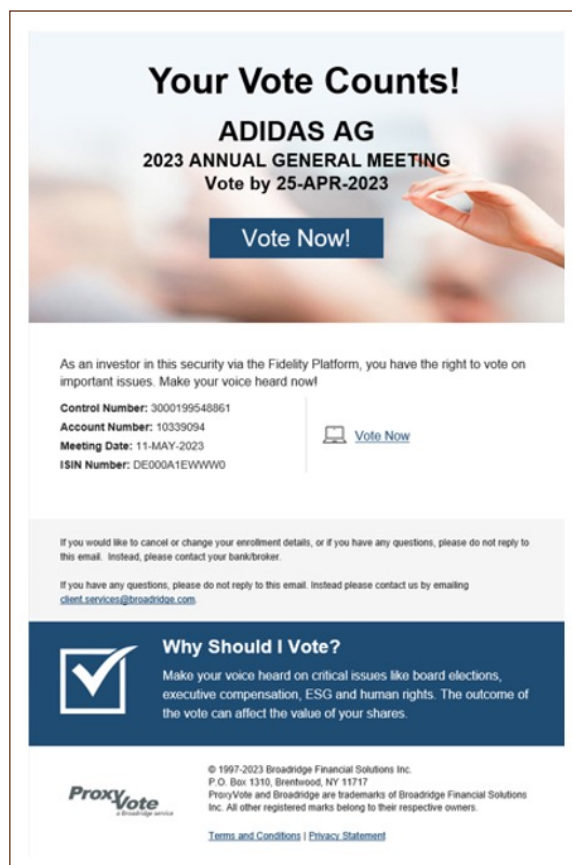 Your Vote Counts!
ADIDAS AG
2023 ANNUAL GENERAL MEETING
Vote by 25-APR-2023
Vote Now!
As an investor in this security via the Fidelity Platform, you have the right to vote on
important issues. Make your voice heard now!
Control Number: 3000199548861
Account Number: 10339094
Meeting Date: 11-MAY-2023
ISIN Number: DE000A1EWWW0
Vote Now
If you would like to cancel or change your enrollment details, or if you have any questions, please do not reply to
this email. Instead, please contact your bank/broker.
If you have any questions, please do not reply to this email. Instead please contact us by emailing
client.services@broadridge.com.
Why Should I Vote?
Make your voice heard on critical issues like board elections,
executive compensation, ESG and human rights. The outcome of
the vote can affect the value of your shares.
ProxyVote
a Broadridge service
© 1997-2023 Broadridge Financial Solutions Inc.
P.O. Box 1310, Brentwood, NY 11717
ProxyVote and Broadridge are trademarks of Broadridge Financial Solutions
Inc. All other registered marks belong to their respective owners.
Terms and Conditions | Privacy Statement